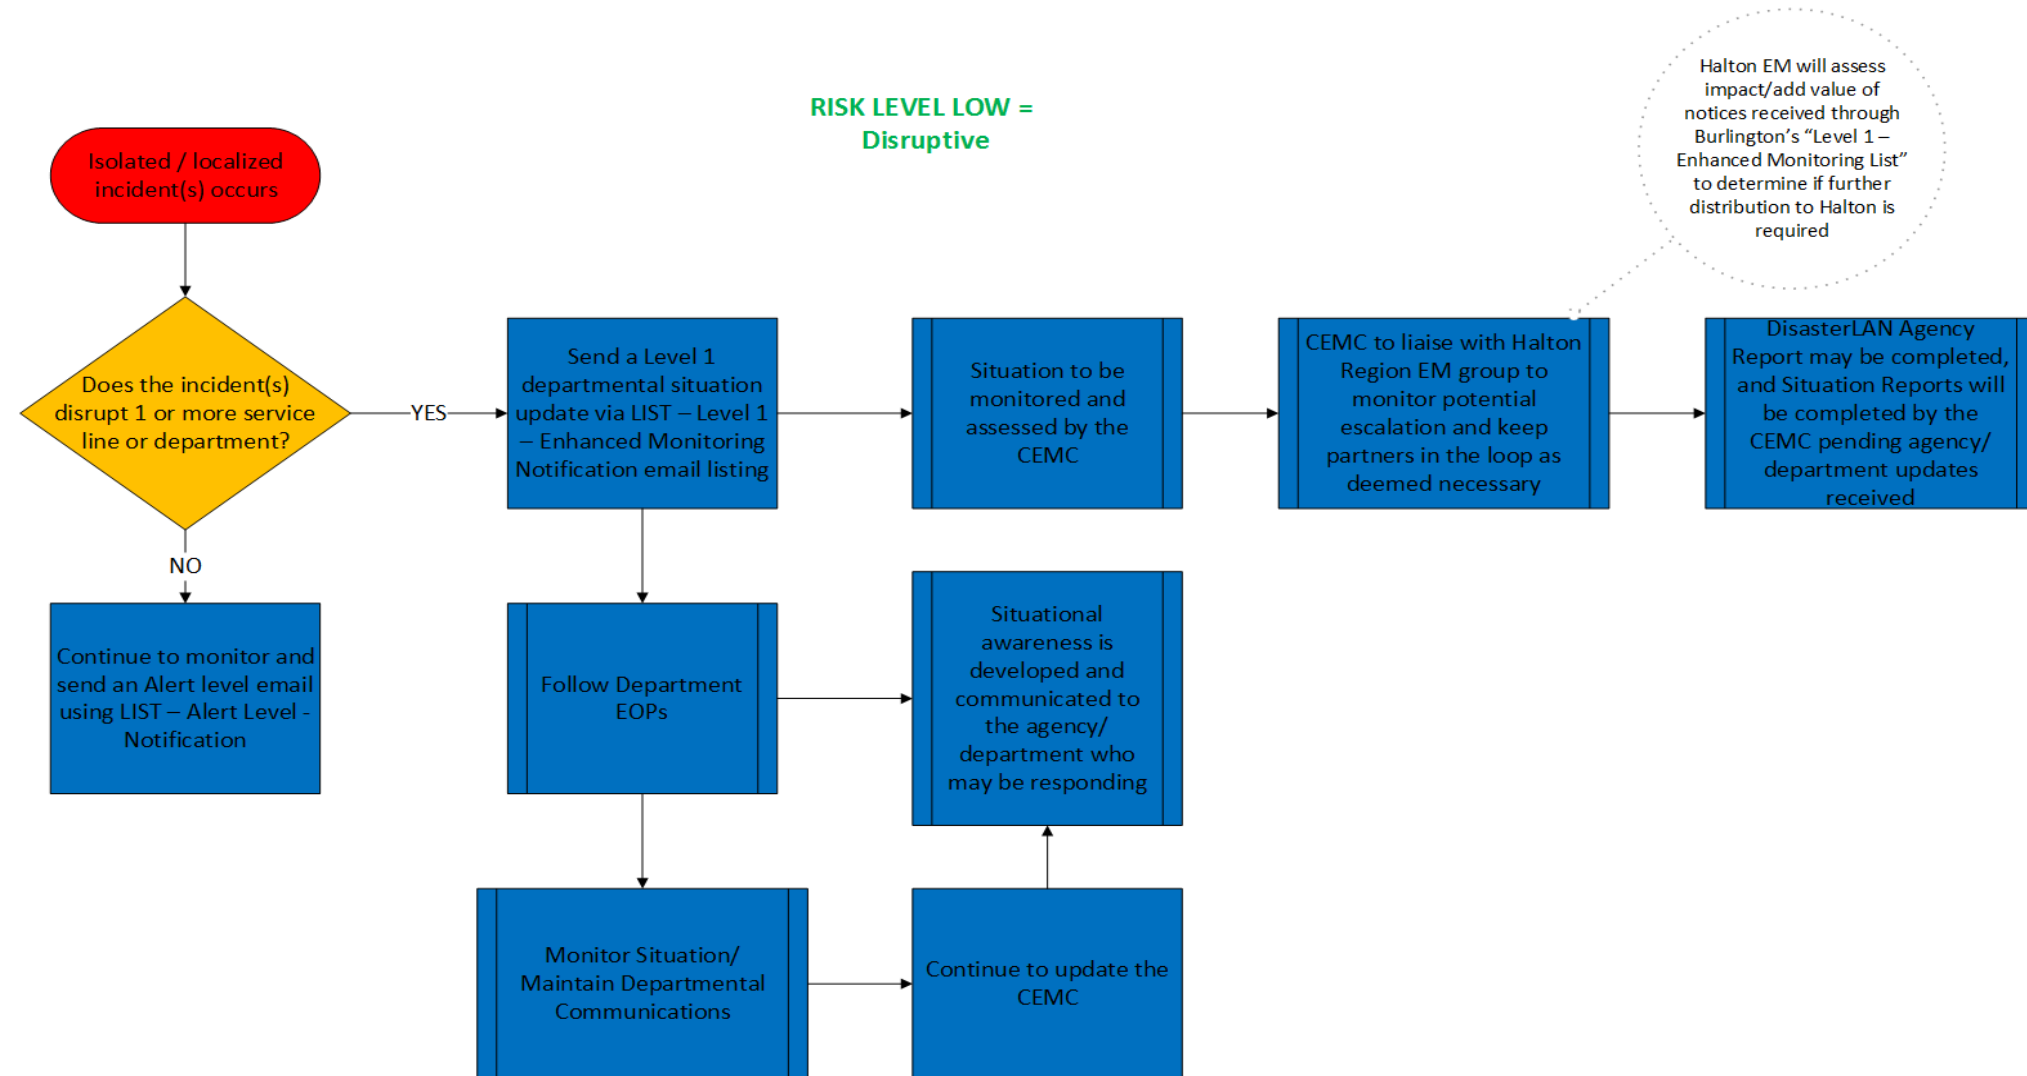 RISK LEVEL LOW =
Disruptive
Halton EM will assess
impact/add value of
notices received through
Burlington’s “Level 1 –
Enhanced Monitoring List”
to determine if further
distribution to Halton is
required
Isolated / localized
incident(s) occurs
Does the incident(s)
disrupt 1 or more service
line or department?
YES
NO
Continue to monitor and
send an Alert level email
using LIST – Alert Level -
Notification
Send a Level 1
departmental situation
update via LIST – Level 1
– Enhanced Monitoring
Notification email listing
Situation to be
monitored and
assessed by the
CEMC
CEMC to liaise with Halton
Region EM group to
monitor potential
escalation and keep
partners in the loop as
deemed necessary
DisasterLAN Agency
Report may be completed,
and Situation Reports will
be completed by the
CEMC pending agency/
department updates
received
Follow Department
EOPs
Situational
awareness is
developed and
communicated to
the agency/
department who
may be responding
Monitor Situation/
Maintain Departmental
Communications
Continue to update the
CEMC